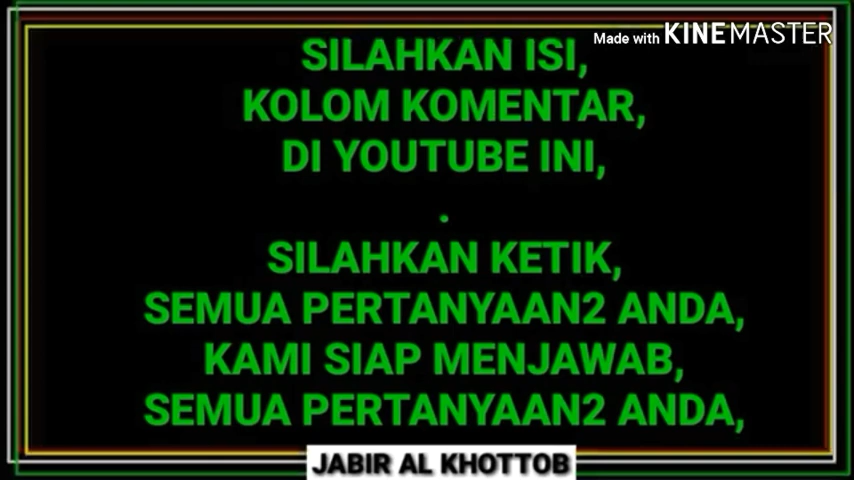 Made with KINEMASTER
SILAHKAN ISI,
KOLOM KOMENTAR,
DI YOUTUBE INI,
.
SILAHKAN KETIK,
SEMUA PERTANYAAN2 ANDA,
KAMI SIAP MENJAWAB,
SEMUA PERTANYAAN2 ANDA,
JABIR AL KHOTTOB